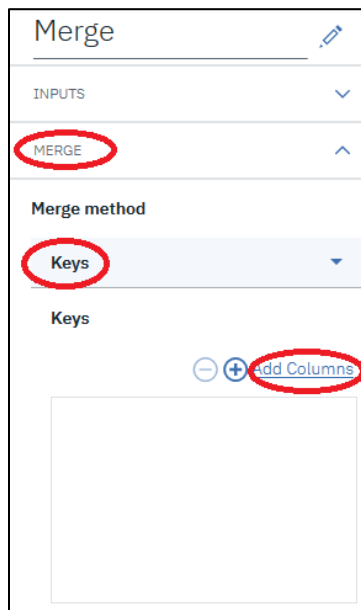 Merge
INPUTS
MERGE
Merge method
Keys
Keys
Add Columns